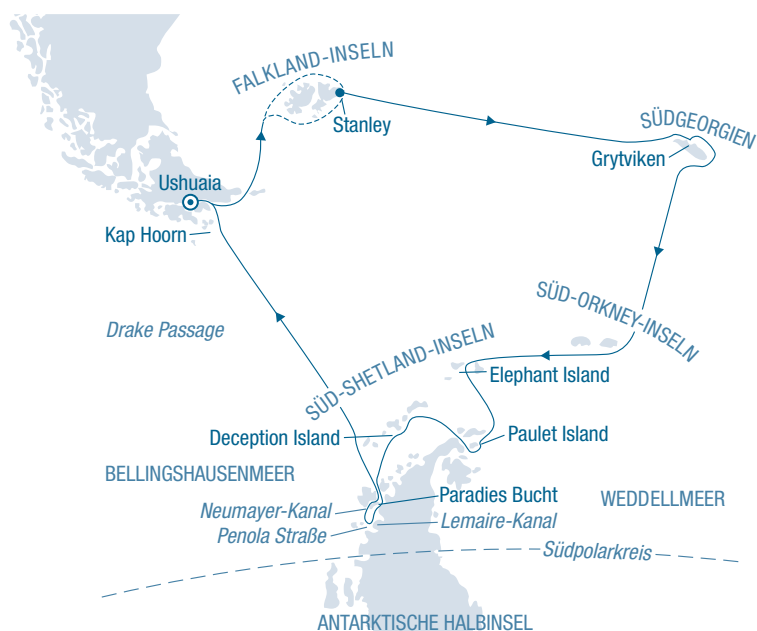 FALKLAND-INSELN
Stanley
SÜDGEORGIEN
Grytviken
Ushuaia
Kap Hoorn
Drake Passage
SÜD-ORKNEY-INSELN
SÜD-SHETLAND-INSELN
Elephant Island
Deception Island
Paulet Island
BELLINGSHAUSENMEER
Paradies Bucht
WEDDELLMEER
Neumayer-Kanal
Lemaire-Kanal
Penola Straße
Südpolarkreis
ANTARKTISCHE HALBINSEL